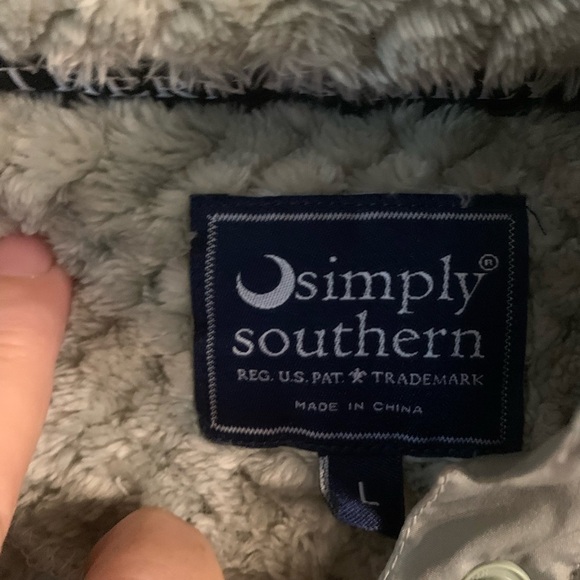 simply®
southern
REG. U.S. PAT. ★ TRADEMARK
MADE IN CHINA
L